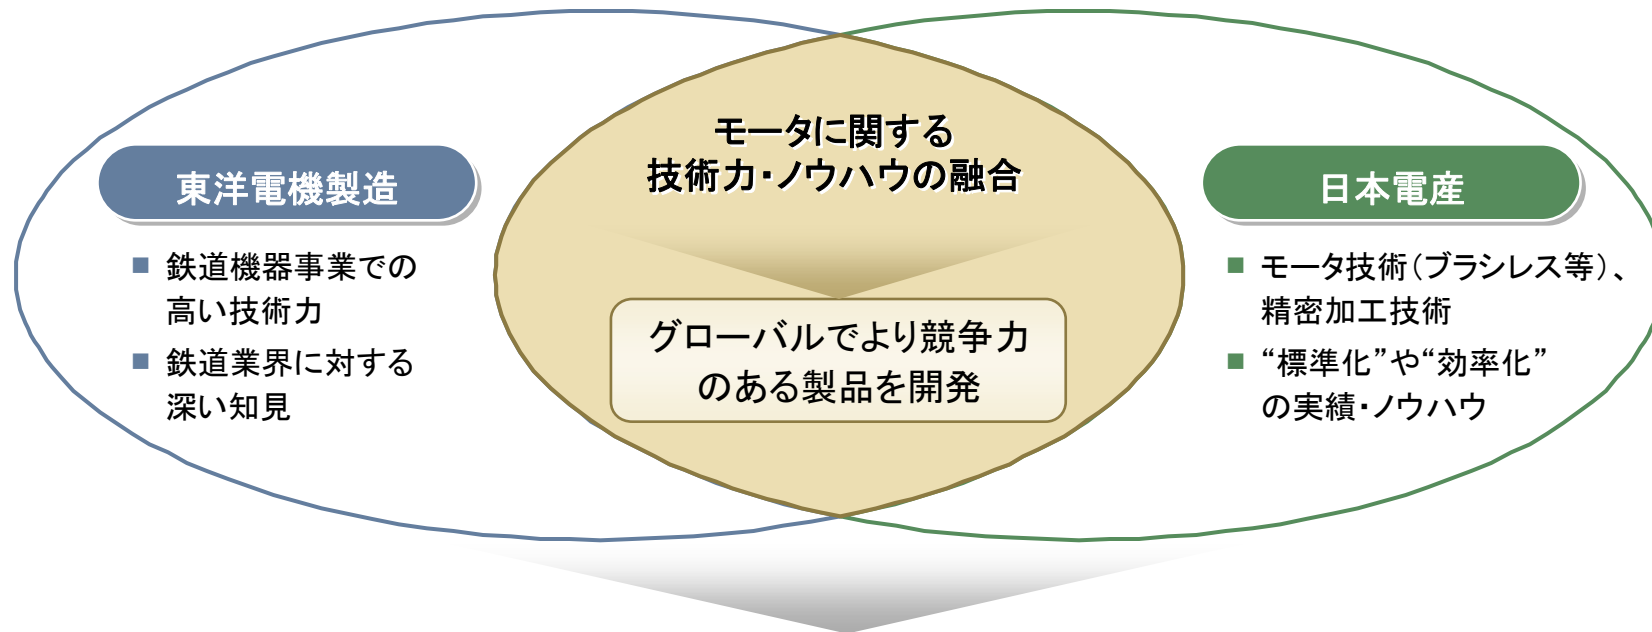 モータに関する
技術力・ノウハウの融合
東洋電機製造
■ 鉄道機器事業での
高い技術力
■ 鉄道業界に対する
深い知見
グローバルでより競争力
のある製品を開発
日本電産
■ モータ技術（ブラシレス等）、
精密加工技術
■ “標準化”や“効率化”
の実績・ノウハウ